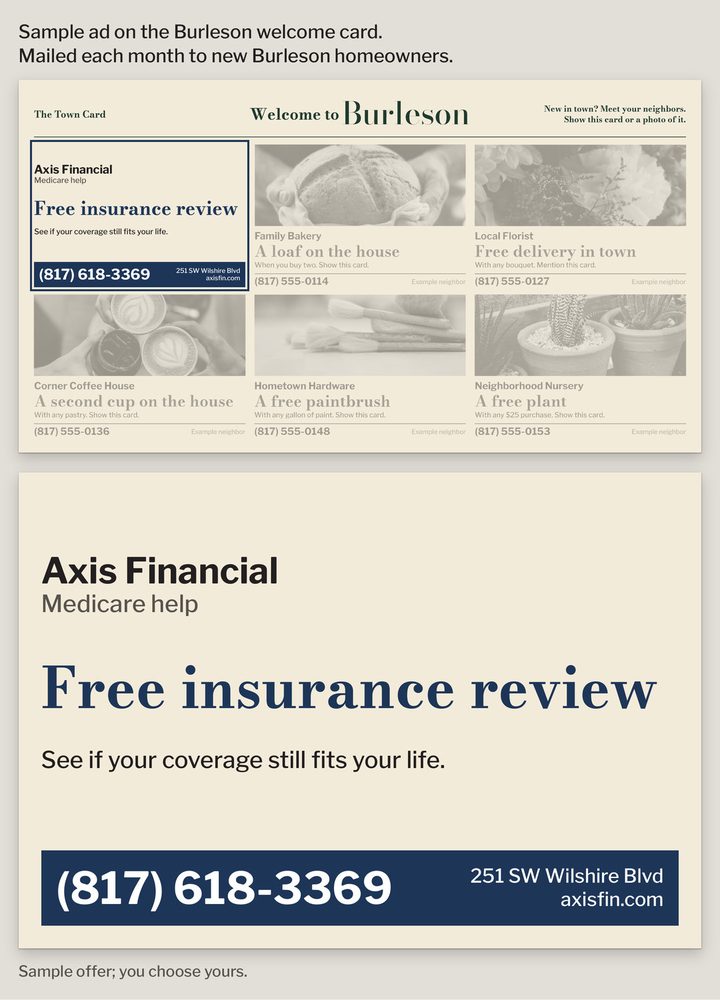 Sample ad on the Burleson welcome card.
Mailed each month to new Burleson homeowners.
The Town Card
Welcome to Burleson
New in town? Meet your neighbors.
Show this card or a photo of it.
Axis Financial
Medicare help
Free insurance review
See if your coverage still fits your life.
(817) 618-3369
251 SW Wilshire Blvd
axisfin.com
Family Bakery
A loaf on the house
When you buy two. Show this card.
(817) 555-0114
Example neighbor
Local Florist
Free delivery in town
With any bouquet. Mention this card.
(817) 555-0127
Example neighbor
Corner Coffee House
A second cup on the house
With any pastry. Show this card.
(817) 555-0136
Example neighbor
Hometown Hardware
A free paintbrush
With any gallon of paint. Show this card.
(817) 555-0148
Example neighbor
Neighborhood Nursery
A free plant
With any $25 purchase. Show this card.
(817) 555-0153
Example neighbor
Axis Financial
Medicare help
Free insurance review
See if your coverage still fits your life.
(817) 618-3369
251 SW Wilshire Blvd
axisfin.com
Sample offer; you choose yours.